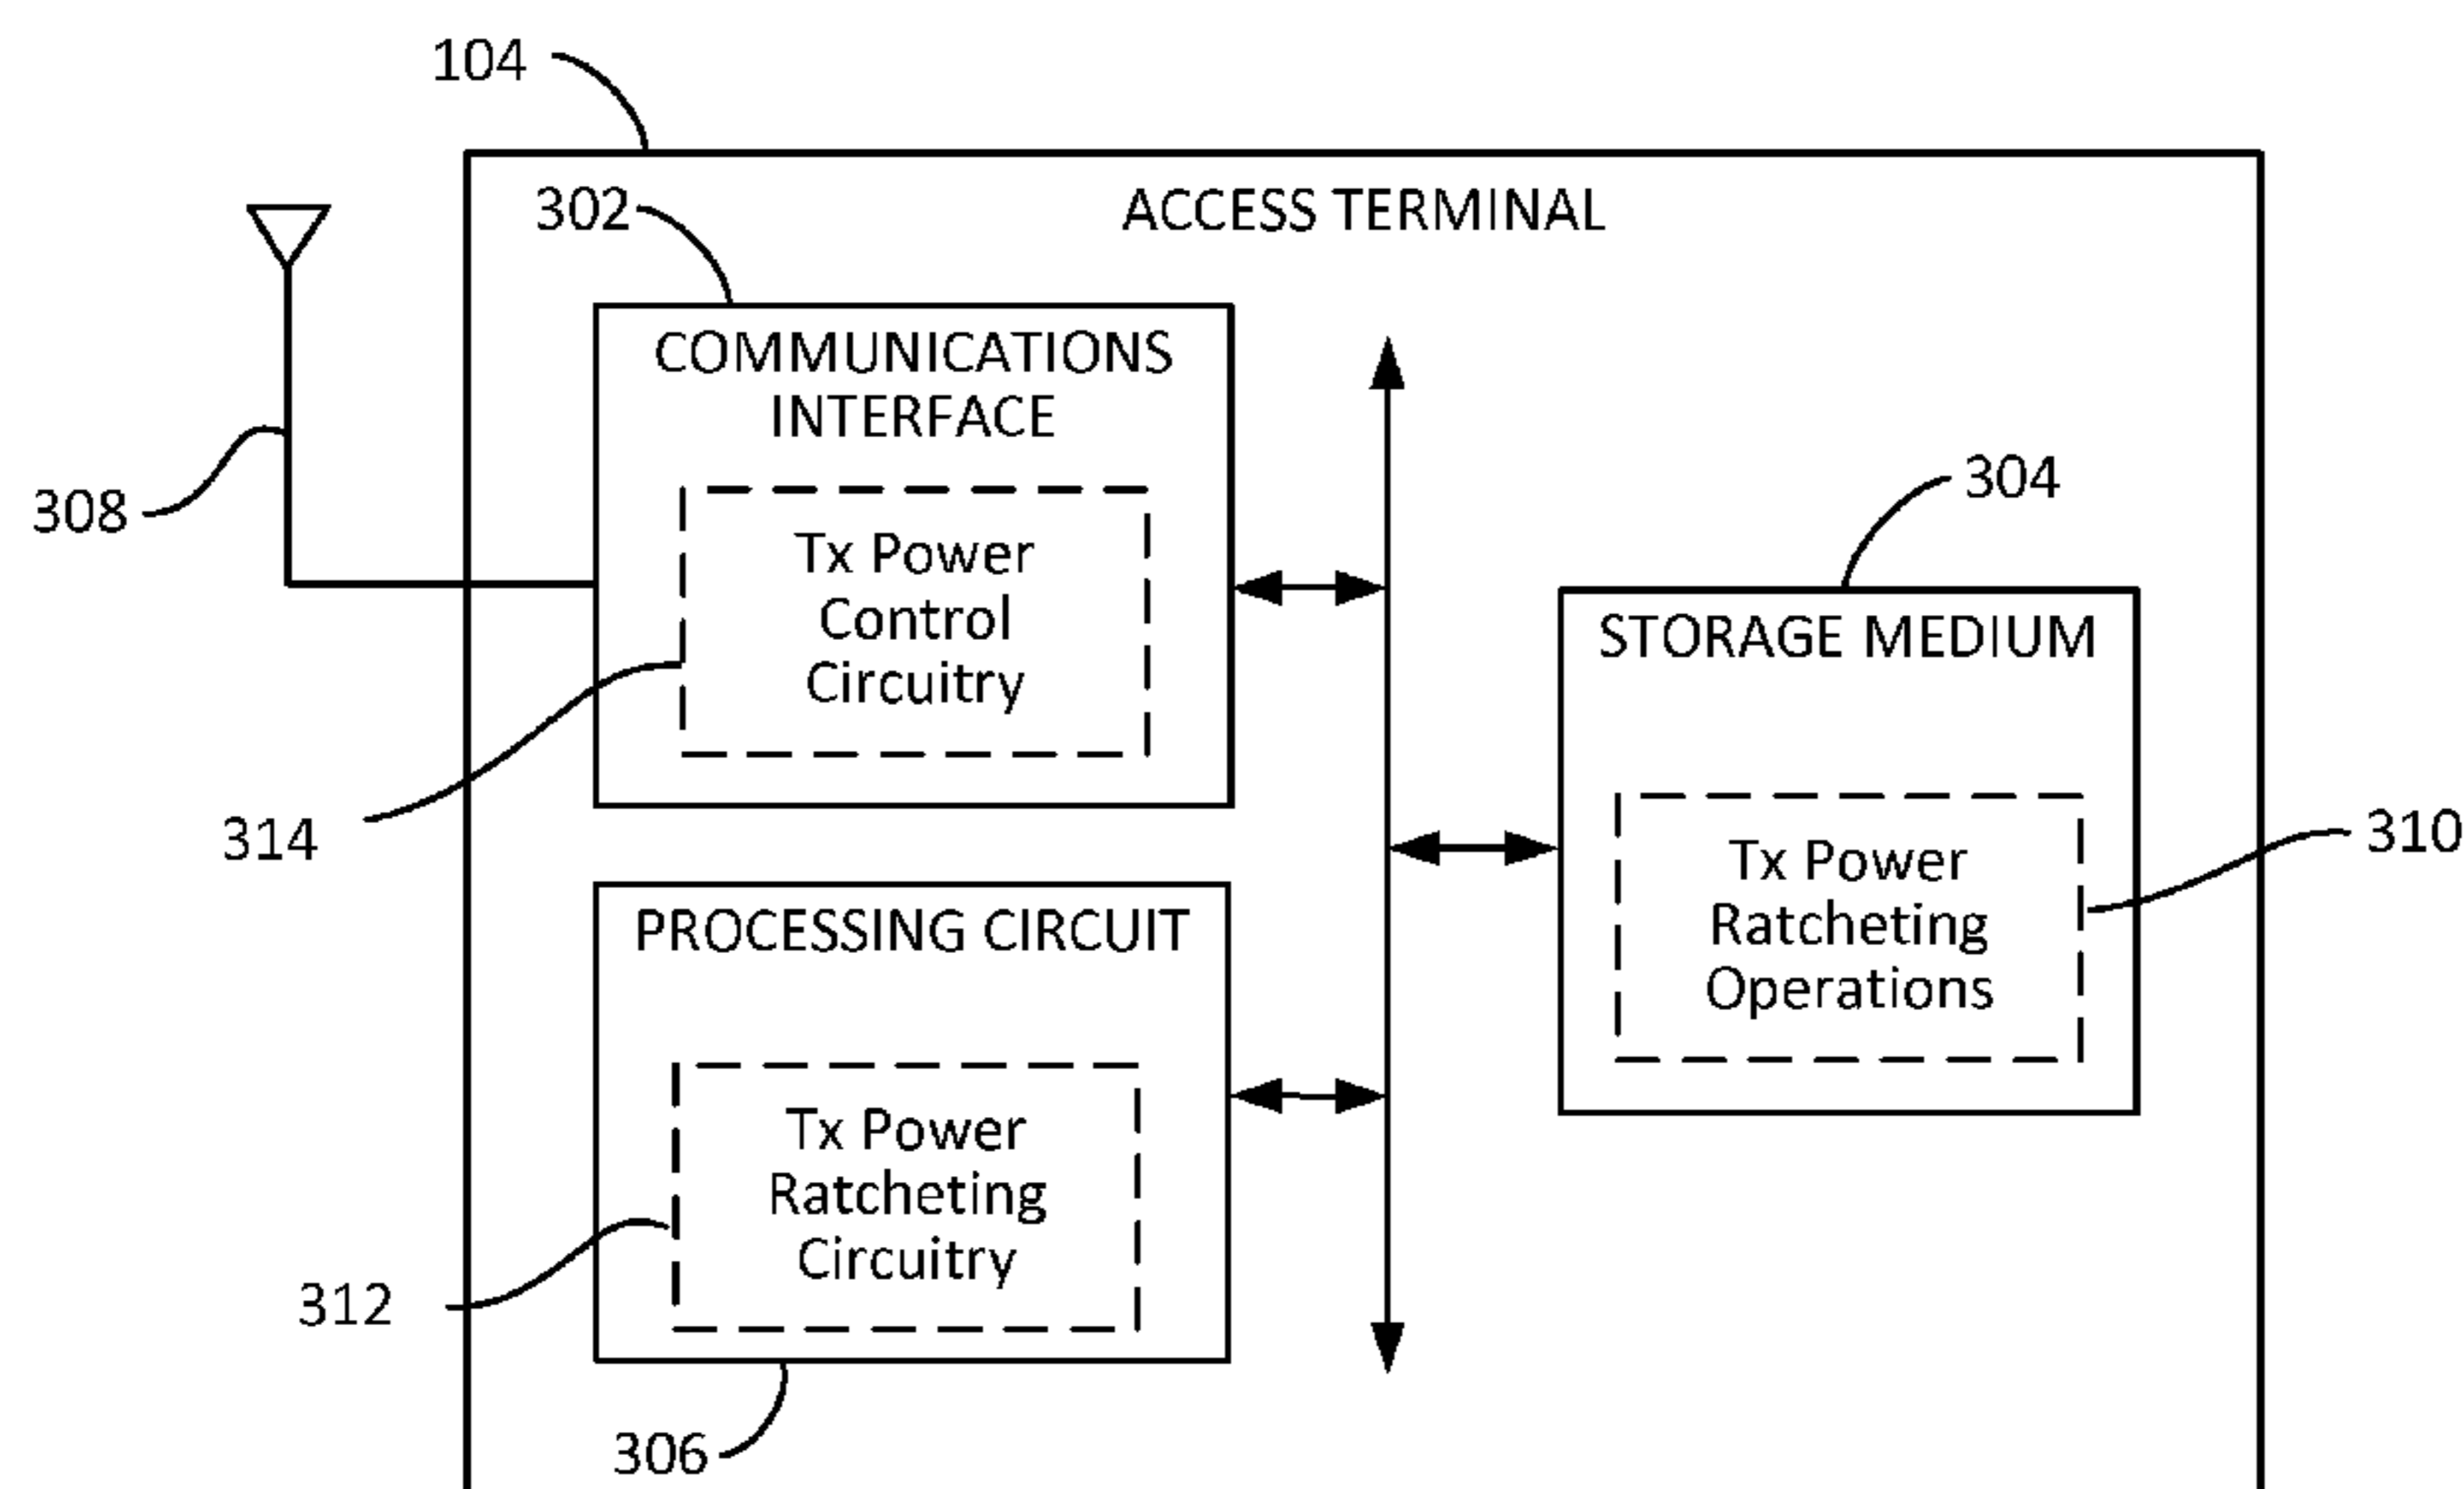 104
302
ACCESS TERMINAL
COMMUNICATIONS
INTERFACE
308
304
Tx Power
Control
Circuitry
STORAGE MEDIUM
314
310
Tx Power
Ratcheting
Operations
PROCESSING CIRCUIT
Tx Power
Ratcheting
Circuitry
312
306